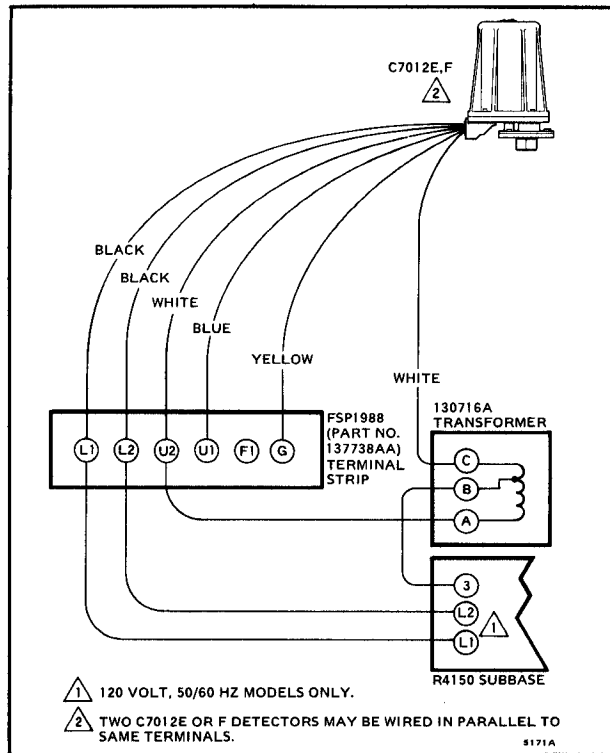 C7012E,F
2
BLACK
BLACK
WHITE
BLUE
YELLOW
WHITE
L1 L2 U2 U1 F1 G
FSP1988
(PART NO.
137738AA)
TERMINAL
STRIP
130716A
TRANSFORMER
C
B
A
3
L2
L1
1
R4150 SUBBASE
1 120 VOLT, 50/60 HZ MODELS ONLY.
2 TWO C7012E OR F DETECTORS MAY BE WIRED IN PARALLEL TO
SAME TERMINALS.
5171A